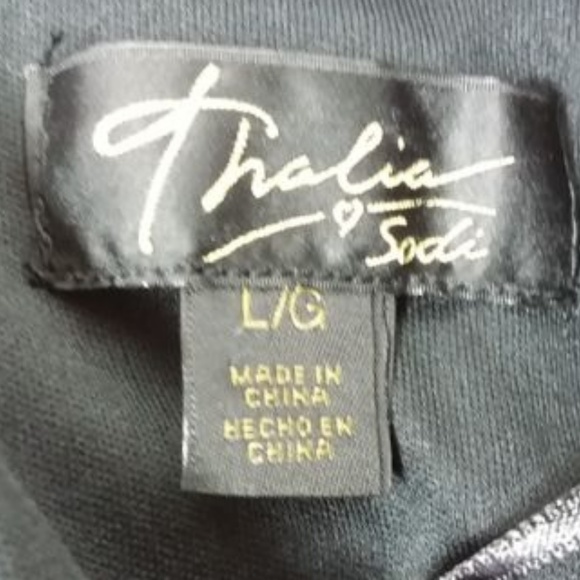 Thalia
Sodi
L/G
MADE IN
CHINA
HECHO EN
CHINA